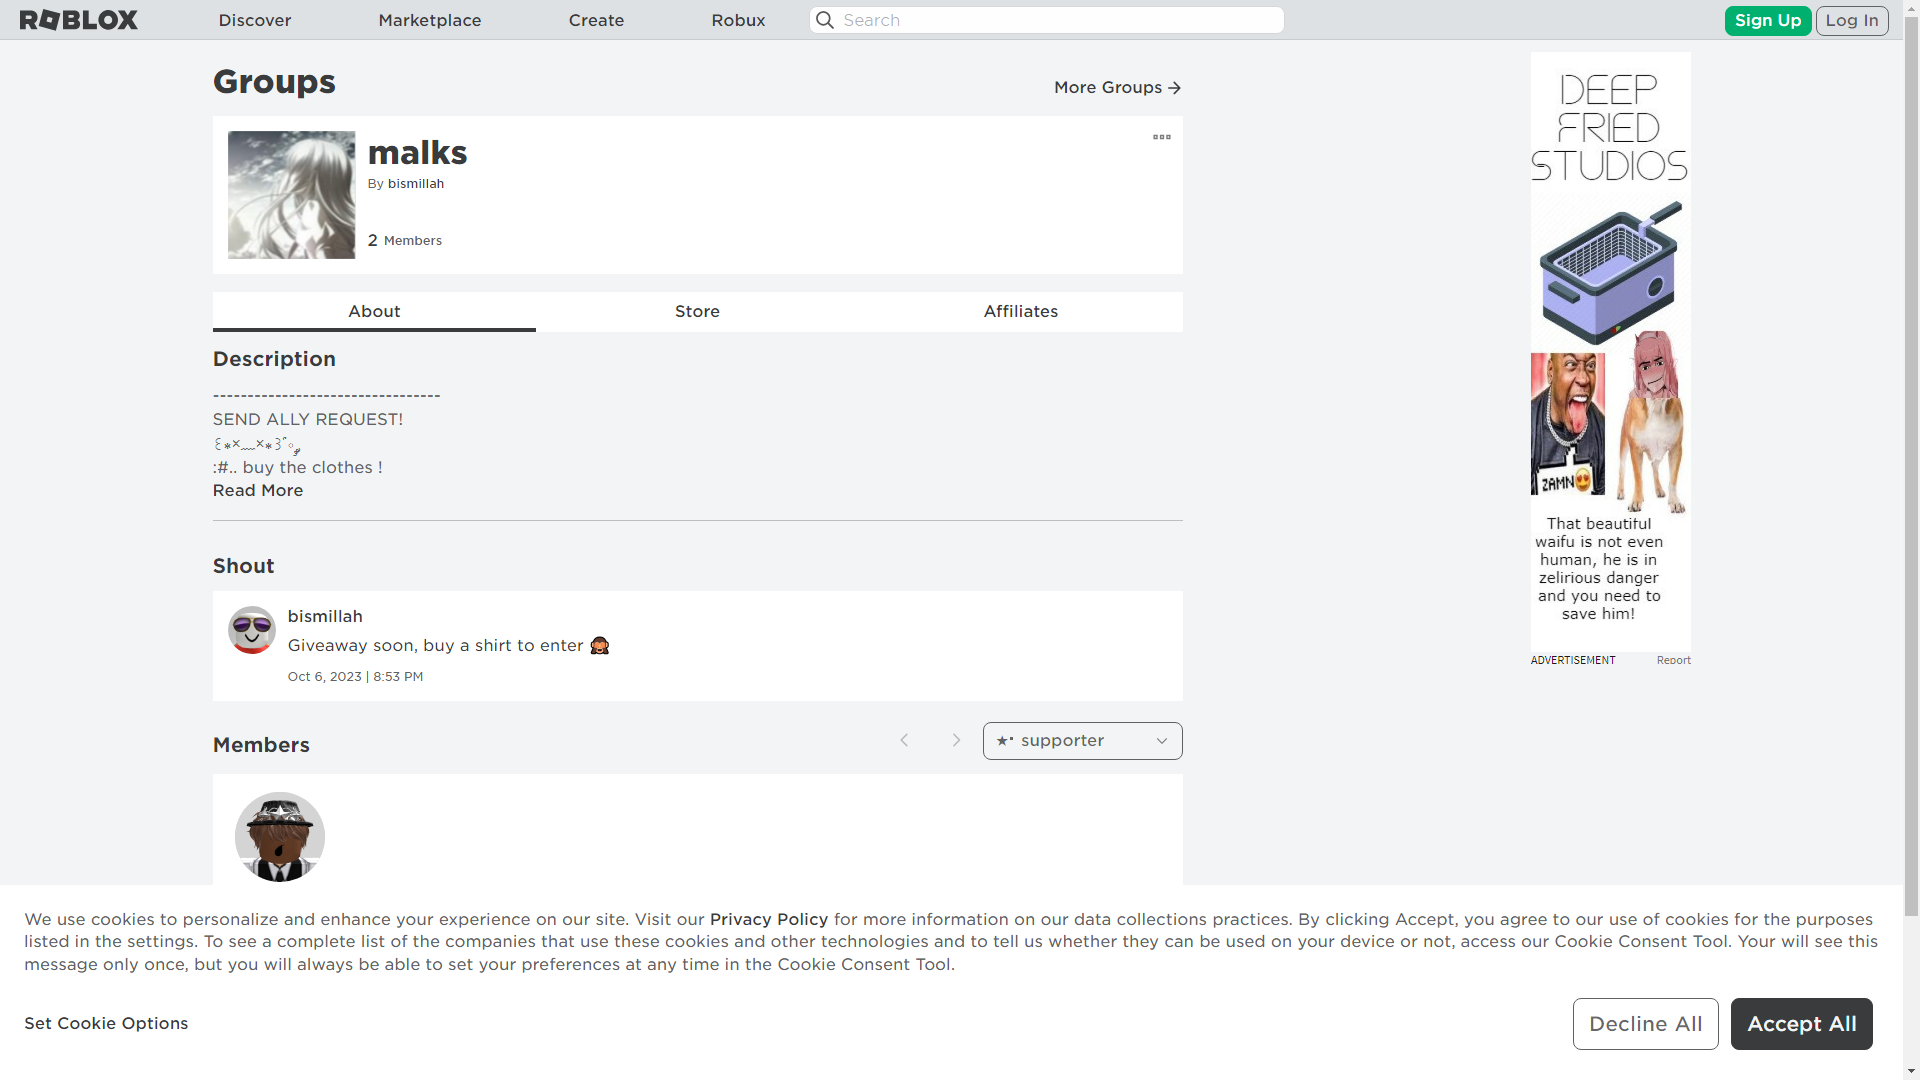 ROBLOX
Discover
Marketplace
Create
Robux
Search
Sign Up
Log In
Groups
More Groups
malks
By bismillah
2 Members
About
Store
Affiliates
Description
---------------------------------
SEND ALLY REQUEST!
:#.. buy the clothes !
Read More
Shout
bismillah
Giveaway soon, buy a shirt to enter 🙈
Oct 6, 2023 | 8:53 PM
Members
★• supporter
DEEP
FRIED
STUDIOS
ZAMN😍
That beautiful
waifu is not even
human, he is in
zelirious danger
and you need to
save him!
ADVERTISEMENT
Report
We use cookies to personalize and enhance your experience on our site. Visit our Privacy Policy for more information on our data collections practices. By clicking Accept, you agree to our use of cookies for the purposes
listed in the settings. To see a complete list of the companies that use these cookies and other technologies and to tell us whether they can be used on your device or not, access our Cookie Consent Tool. Your will see this
message only once, but you will always be able to set your preferences at any time in the Cookie Consent Tool.
Set Cookie Options
Decline All
Accept All